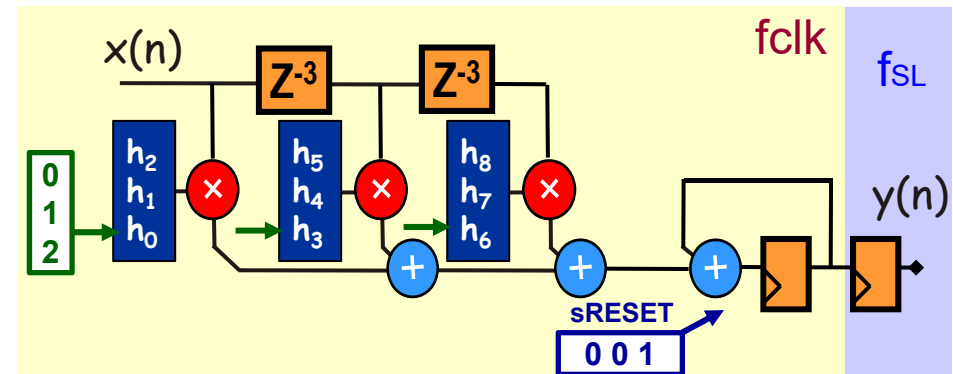 fclk
fSL
x(n)
Z-3
Z-3
h2
h1
h0
h5
h4
h3
h8
h7
h6
0
1
2
×
×
×
+
+
+
y(n)
sRESET
0 0 1